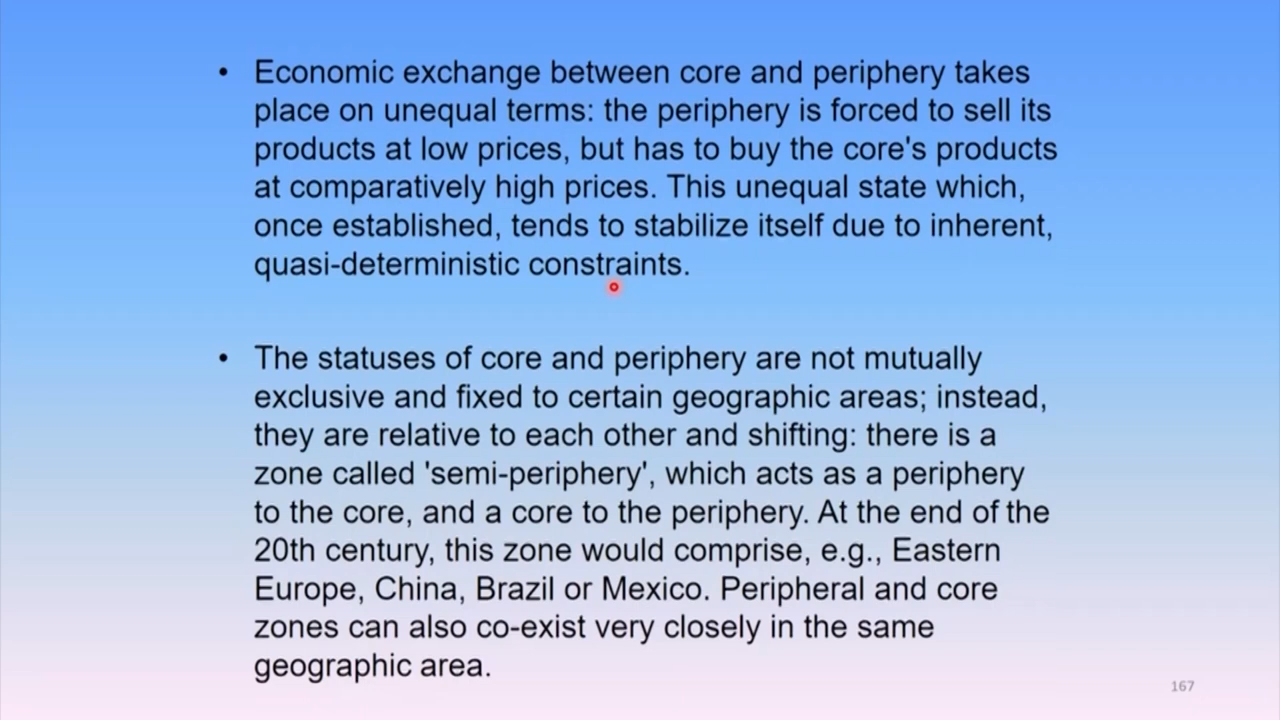 • Economic exchange between core and periphery takes
place on unequal terms: the periphery is forced to sell its
products at low prices, but has to buy the core's products
at comparatively high prices. This unequal state which,
once established, tends to stabilize itself due to inherent,
quasi-deterministic constraints.
• The statuses of core and periphery are not mutually
exclusive and fixed to certain geographic areas; instead,
they are relative to each other and shifting: there is a
zone called 'semi-periphery', which acts as a periphery
to the core, and a core to the periphery. At the end of the
20th century, this zone would comprise, e.g., Eastern
Europe, China, Brazil or Mexico. Peripheral and core
zones can also co-exist very closely in the same
geographic area.
167